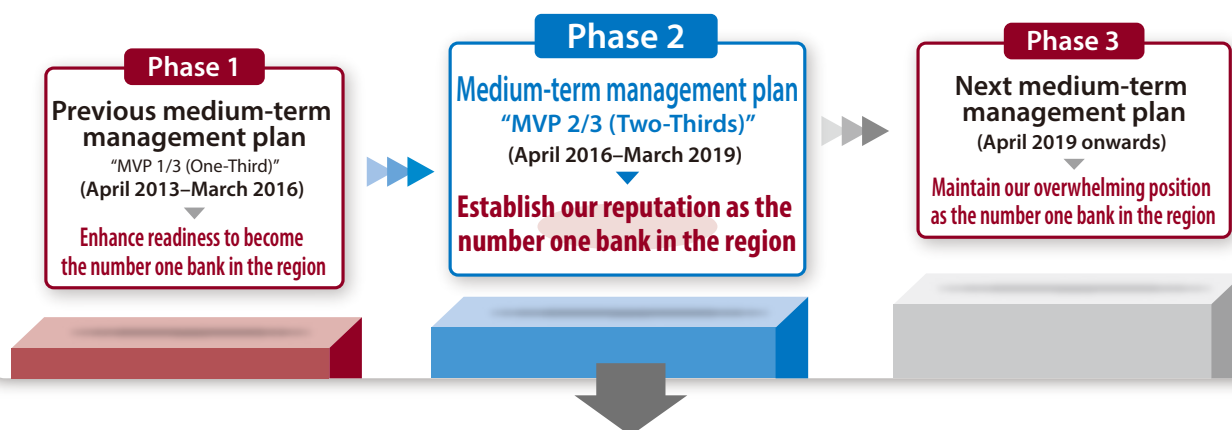 Phase 1
Previous medium-term
management plan
“MVP 1/3 (One-Third)”
(April 2013–March 2016)
Enhance readiness to become
the number one bank in the region
Phase 2
Medium-term management plan
“MVP 2/3 (Two-Thirds)”
(April 2016–March 2019)
Establish our reputation as the
number one bank in the region
Phase 3
Next medium-term
management plan
(April 2019 onwards)
Maintain our overwhelming position
as the number one bank in the region